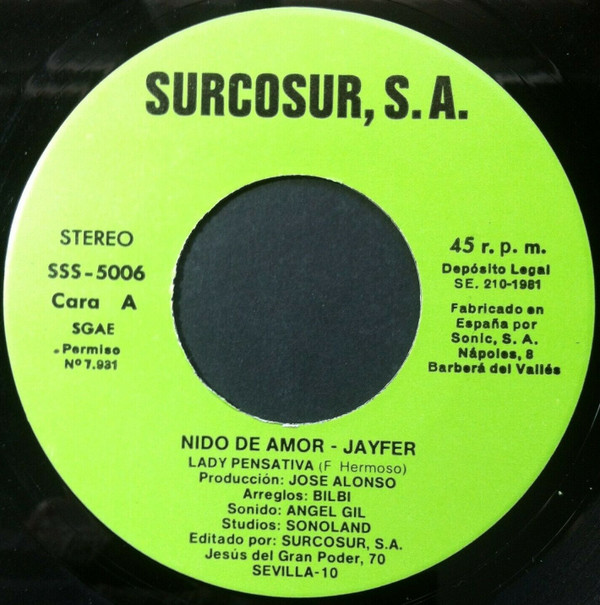 SURCOSUR, S. A.
STEREO
SSS-5006
Cara A
SGAE
Permiso
Nº 7.931
45 r. p. m.
Depósito Legal
SE. 210-1981
Fabricado en
España por
Sonic, S. A.
Nápoles, 8
Barberá del Vallés
NIDO DE AMOR - JAYFER
LADY PENSATIVA (F Hermoso)
Producción: JOSE ALONSO
Arreglos: BILBI
Sonido: ANGEL GIL
Studios: SONOLAND
Editado por: SURCOSUR, S.A.
Jesús del Gran Poder, 70
SEVILLA-10